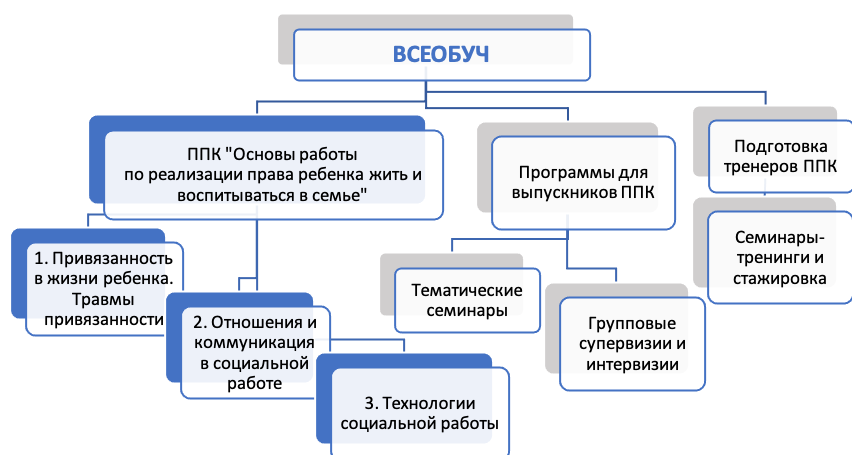 ВСЕОБУЧ
ППК "Основы работы
по реализации права ребенка жить и
воспитываться в семье"
Программы для
выпускников ППК
Подготовка
тренеров ППК
1. Привязанность
в жизни ребенка.
Травмы
привязанности
2. Отношения и
коммуникация
в социальной
работе
3. Технологии
социальной работы
Тематические
семинары
Групповые
супервизии и
интервизии
Семинары-
тренинги и
стажировка